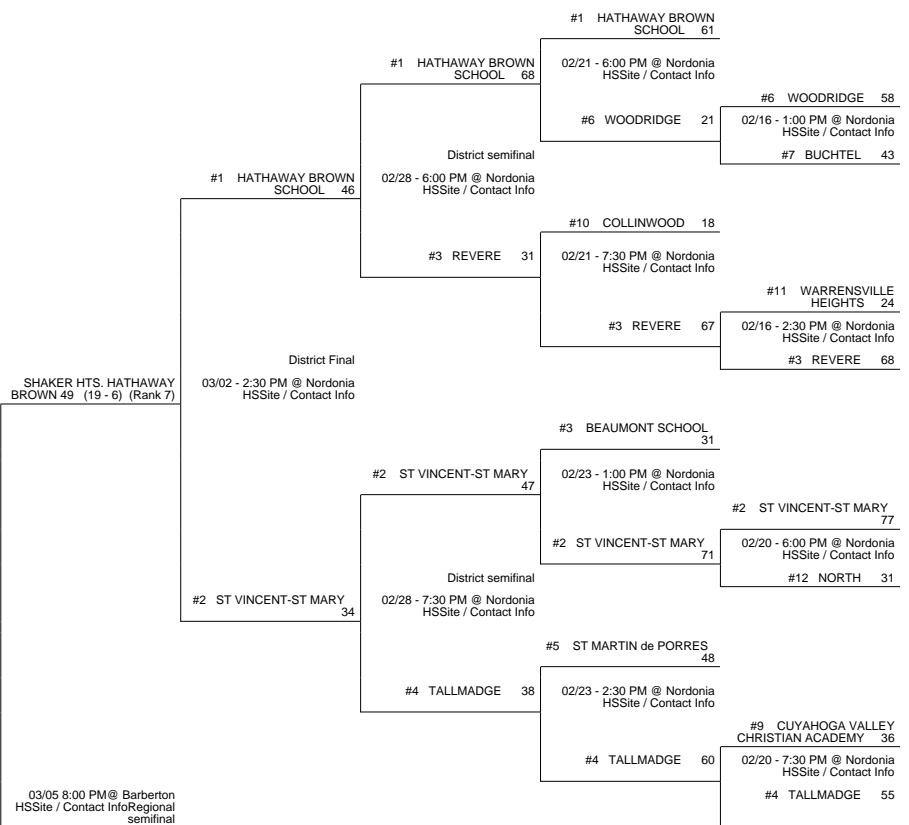 #1 HATHAWAY BROWN
SCHOOL 61
02/21 - 6:00 PM @ Nordonia
HSSite / Contact Info
#1 HATHAWAY BROWN
SCHOOL 68
#6 WOODRIDGE 58
02/16 - 1:00 PM @ Nordonia
HSSite / Contact Info
#6 WOODRIDGE 21
#7 BUCHTEL 43
District semifinal
02/28 - 6:00 PM @ Nordonia
HSSite / Contact Info
#1 HATHAWAY BROWN
SCHOOL 46
#10 COLLINWOOD 18
02/21 - 7:30 PM @ Nordonia
HSSite / Contact Info
#3 REVERE 31
#11 WARRENSVILLE
HEIGHTS 24
#3 REVERE 67
02/16 - 2:30 PM @ Nordonia
HSSite / Contact Info
#3 REVERE 68
District Final
03/02 - 2:30 PM @ Nordonia
HSSite / Contact Info
SHAKER HTS. HATHAWAY
BROWN 49 (19 - 6) (Rank 7)
#3 BEAUMONT SCHOOL
31
02/23 - 1:00 PM @ Nordonia
HSSite / Contact Info
#2 ST VINCENT-ST MARY
47
#2 ST VINCENT-ST MARY
77
#2 ST VINCENT-ST MARY
71
02/20 - 6:00 PM @ Nordonia
HSSite / Contact Info
#12 NORTH 31
District semifinal
02/28 - 7:30 PM @ Nordonia
HSSite / Contact Info
#2 ST VINCENT-ST MARY
34
#5 ST MARTIN de PORRES
48
02/23 - 2:30 PM @ Nordonia
HSSite / Contact Info
#4 TALLMADGE 38
#9 CUYAHOGA VALLEY
CHRISTIAN ACADEMY 36
#4 TALLMADGE 60
02/20 - 7:30 PM @ Nordonia
HSSite / Contact Info
#4 TALLMADGE 55
03/05 8:00 PM@ Barberton
HSSite / Contact InfoRegional
semifinal